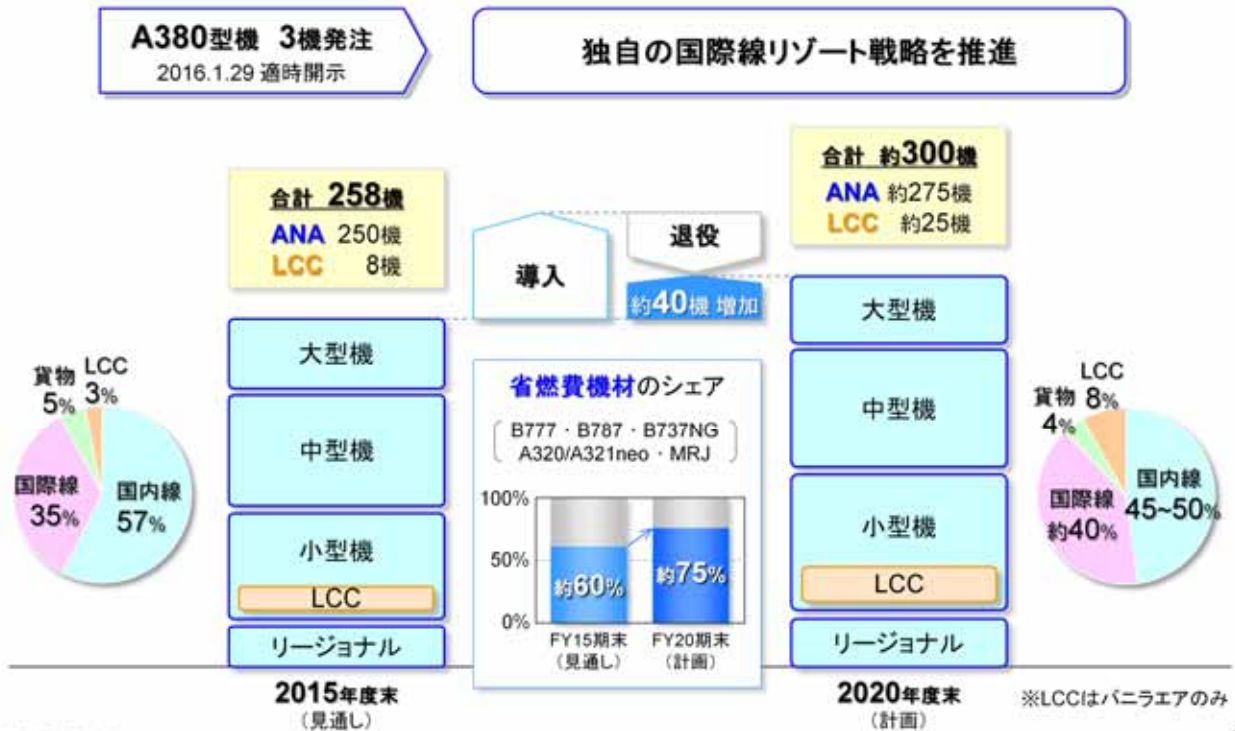 A380型機 3機発注
2016.1.29 適時開示
独自の国際線リゾート戦略を推進
合計 258機
ANA 250機
LCC 8機
導入
退役
約40機 増加
合計 約300機
ANA 約275機
LCC 約25機
貨物
5%
LCC
3%
国際線
35%
国内線
57%
大型機
中型機
小型機
LCC
リージョナル
2015年度末
(見通し)
省燃費機材のシェア
B777・B787・B737NG
A320/A321neo・MRJ
100%
50%
0%
約60%
約75%
FY15期末
(見通し)
FY20期末
(計画)
大型機
中型機
小型機
LCC
リージョナル
2020年度末
(計画)
貨物
4%
LCC
8%
国際線
約40%
国内線
45~50%
※LCCはバニラエアのみ